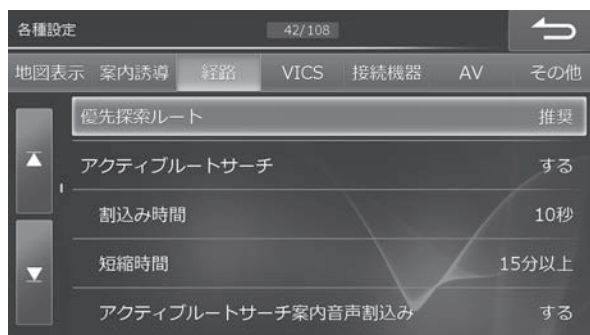 各種設定 42/108
地図表示 案内誘導 経路 VICS 接続機器 AV その他
優先探索ルート 推奨
アクティブルートサーチ する
割込み時間 10秒
短縮時間 15分以上
アクティブルートサーチ案内音声割込み する